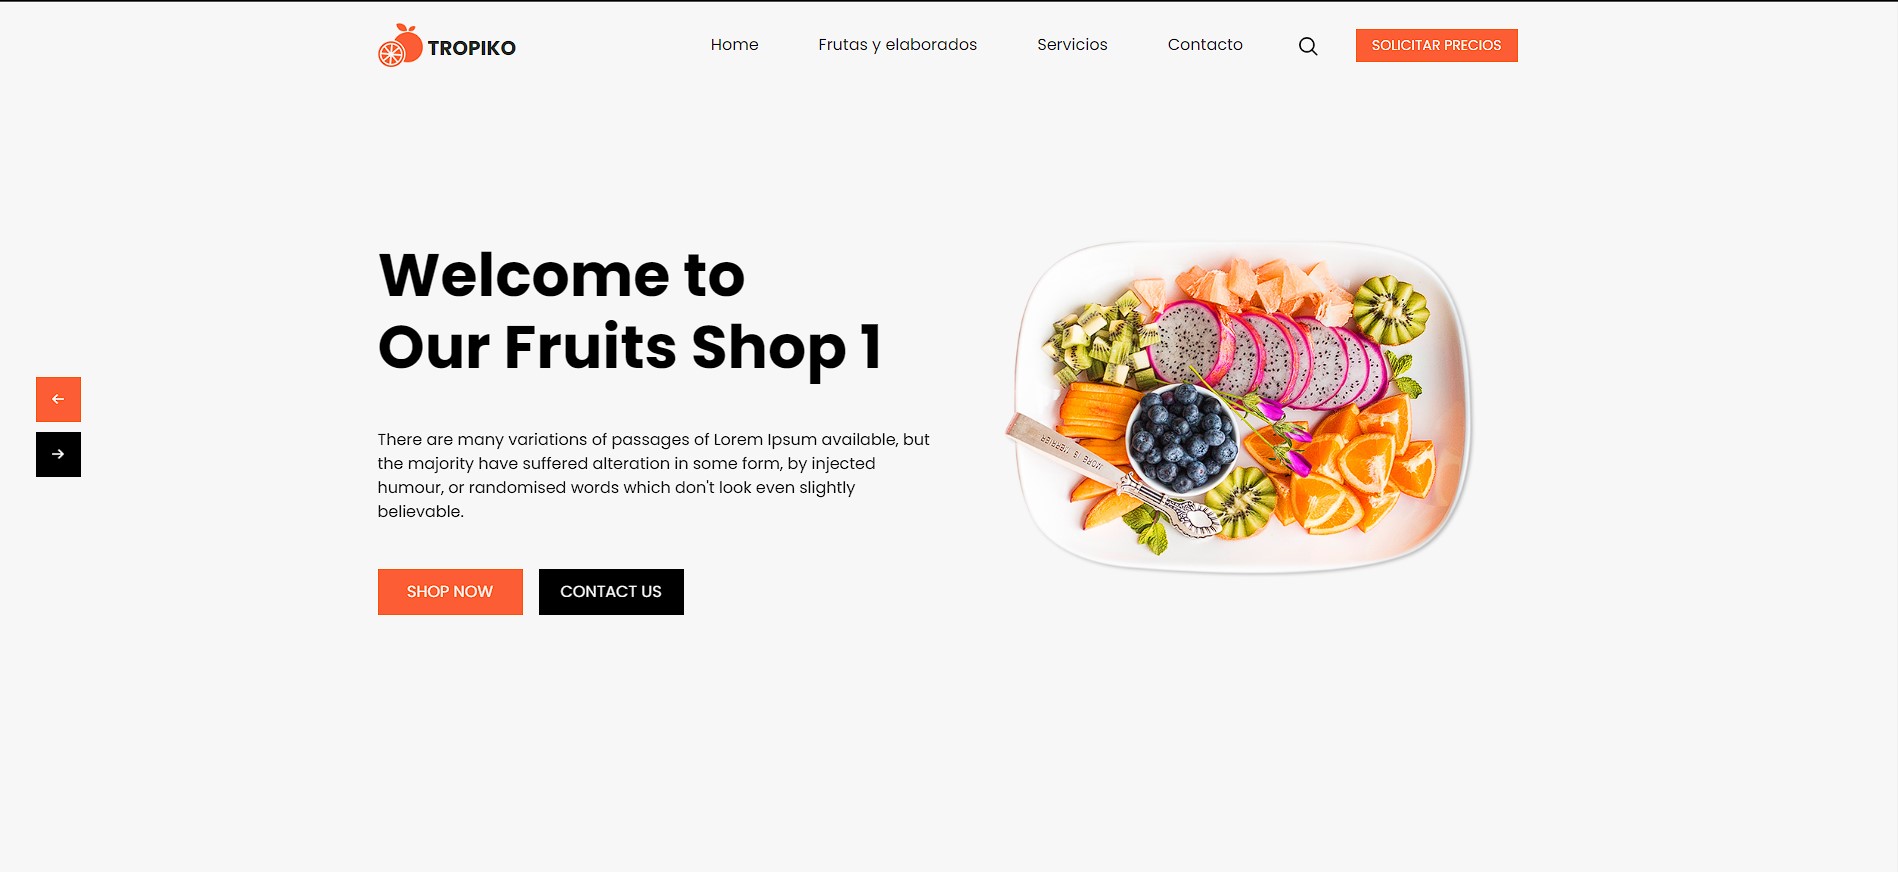 TROPIKO
Home
Frutas y elaborados
Servicios
Contacto
SOLICITAR PRECIOS
Welcome to
Our Fruits Shop 1
There are many variations of passages of Lorem Ipsum available, but
the majority have suffered alteration in some form, by injected
humour, or randomised words which don't look even slightly
believable.
SHOP NOW
CONTACT US